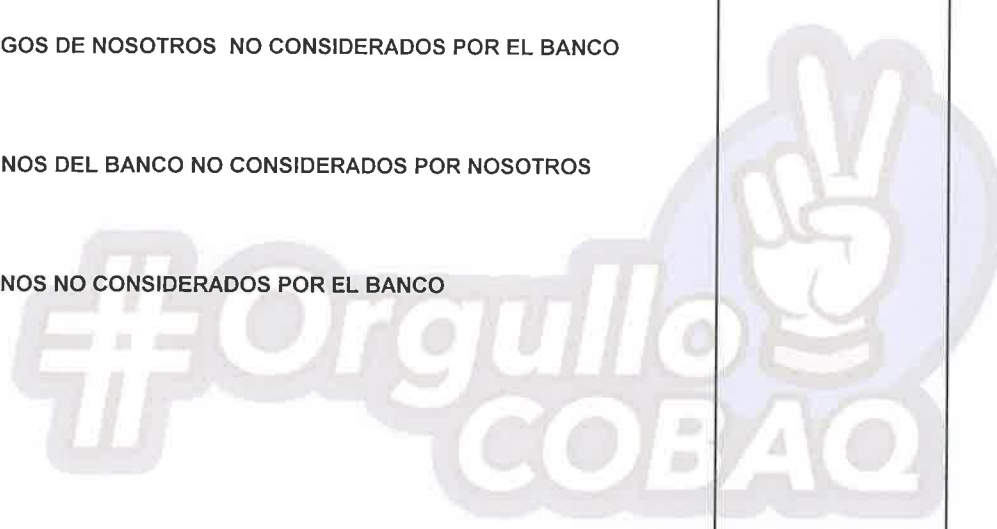 GOS DE NOSOTROS NO CONSIDERADOS POR EL BANCO
NOS DEL BANCO NO CONSIDERADOS POR NOSOTROS
NOS NO CONSIDERADOS POR EL BANCO
#Orgullo
COBAQ